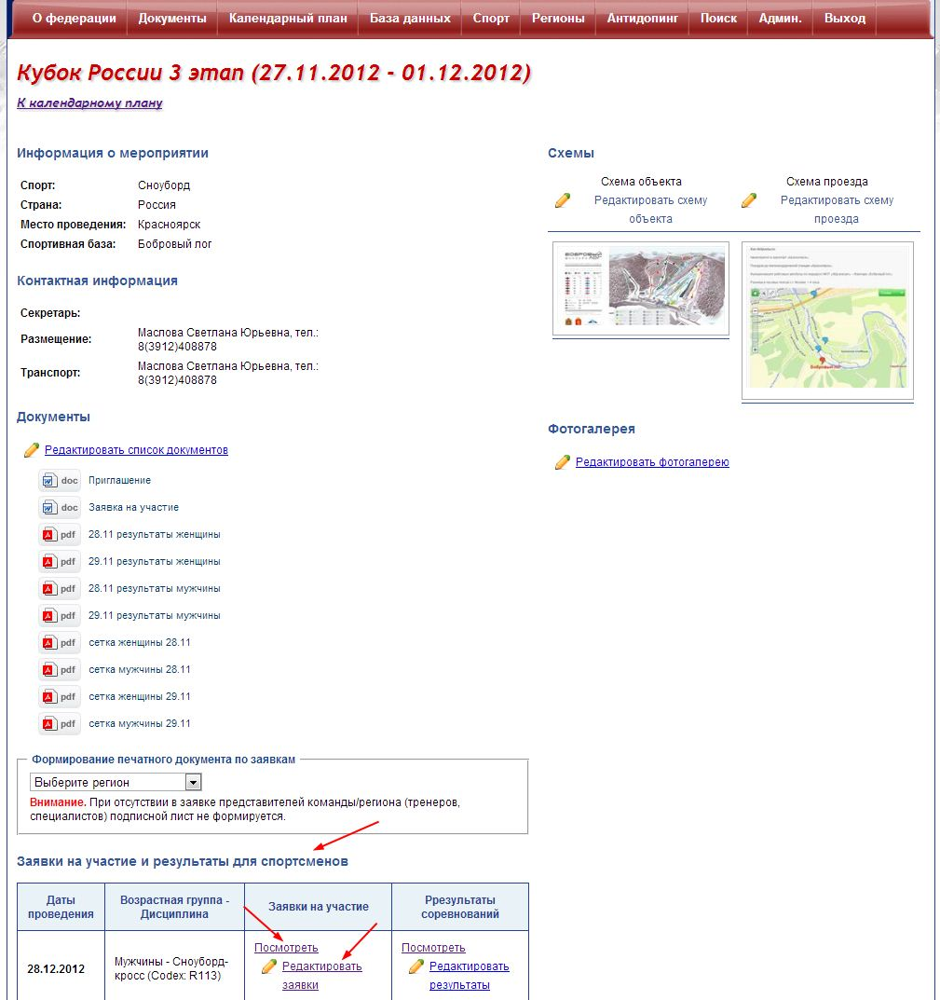 О федерации Документы Календарный план База данных Спорт Регионы Антидопинг Поиск Админ. Выход
Кубок России 3 этап (27.11.2012 - 01.12.2012)
К календарному плану
Информация о мероприятии
Спорт: Сноуборд
Страна: Россия
Место проведения: Красноярск
Спортивная база: Бобровый лог
Контактная информация
Секретарь:
Размещение: Маслова Светлана Юрьевна, тел.:
8(3912)408878
Транспорт: Маслова Светлана Юрьевна, тел.:
8(3912)408878
Документы
Редактировать список документов
doc Приглашение
doc Заявка на участие
pdf 28.11 результаты женщины
pdf 29.11 результаты женщины
pdf 28.11 результаты мужчины
pdf 29.11 результаты мужчины
pdf сетка женщины 28.11
pdf сетка мужчины 28.11
pdf сетка женщины 29.11
pdf сетка мужчины 29.11
Формирование печатного документа по заявкам
Выберите регион
Внимание. При отсутствии в заявке представителей команды/региона (тренеров,
специалистов) подписной лист не формируется.
Заявки на участие и результаты для спортсменов
Даты
проведения
Возрастная группа -
Дисциплина
Заявки на участие
Ррезультаты
соревнований
28.12.2012
Мужчины - Сноуборд-
кросс (Codex: R113)
Посмотреть
Редактировать
заявки
Посмотреть
Редактировать
результаты
Схемы
Схема объекта
Редактировать схему
объекта
Схема проезда
Редактировать схему
проезда
БОБРОВЫЙ
ЛОГ
Бобровый лог
Фотогалерея
Редактировать фотогалерею